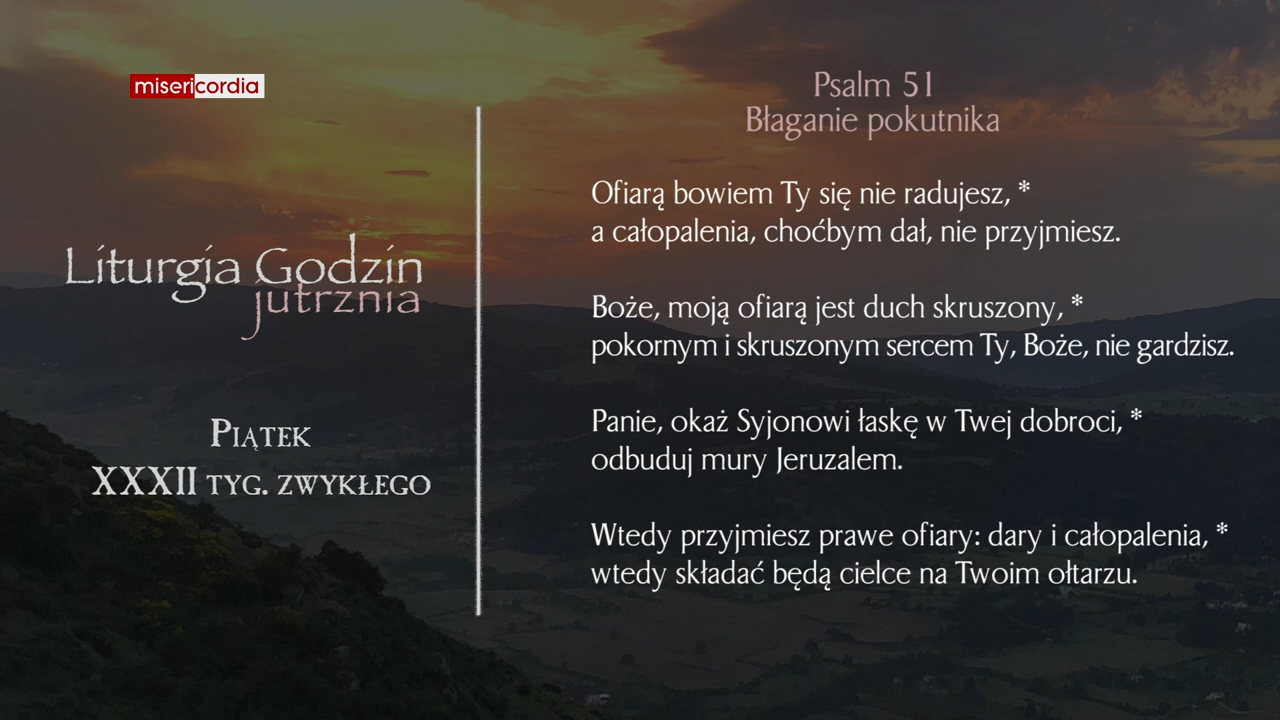 misericordia
Liturgia Godzin
jutrznia
Piątek
XXXII tyg. zwykłego
Psalm 51
Błaganie pokutnika
Ofiarą bowiem Ty się nie radujesz, *
a całopalenia, choćbym dał, nie przyjmiesz.
Boże, moją ofiarą jest duch skruszony, *
pokornym i skruszonym sercem Ty, Boże, nie gardzisz.
Panie, okaż Syjonowi łaskę w Twej dobroci, *
odbuduj mury Jeruzalem.
Wtedy przyjmiesz prawe ofiary: dary i całopalenia, *
wtedy składać będą cielce na Twoim ołtarzu.